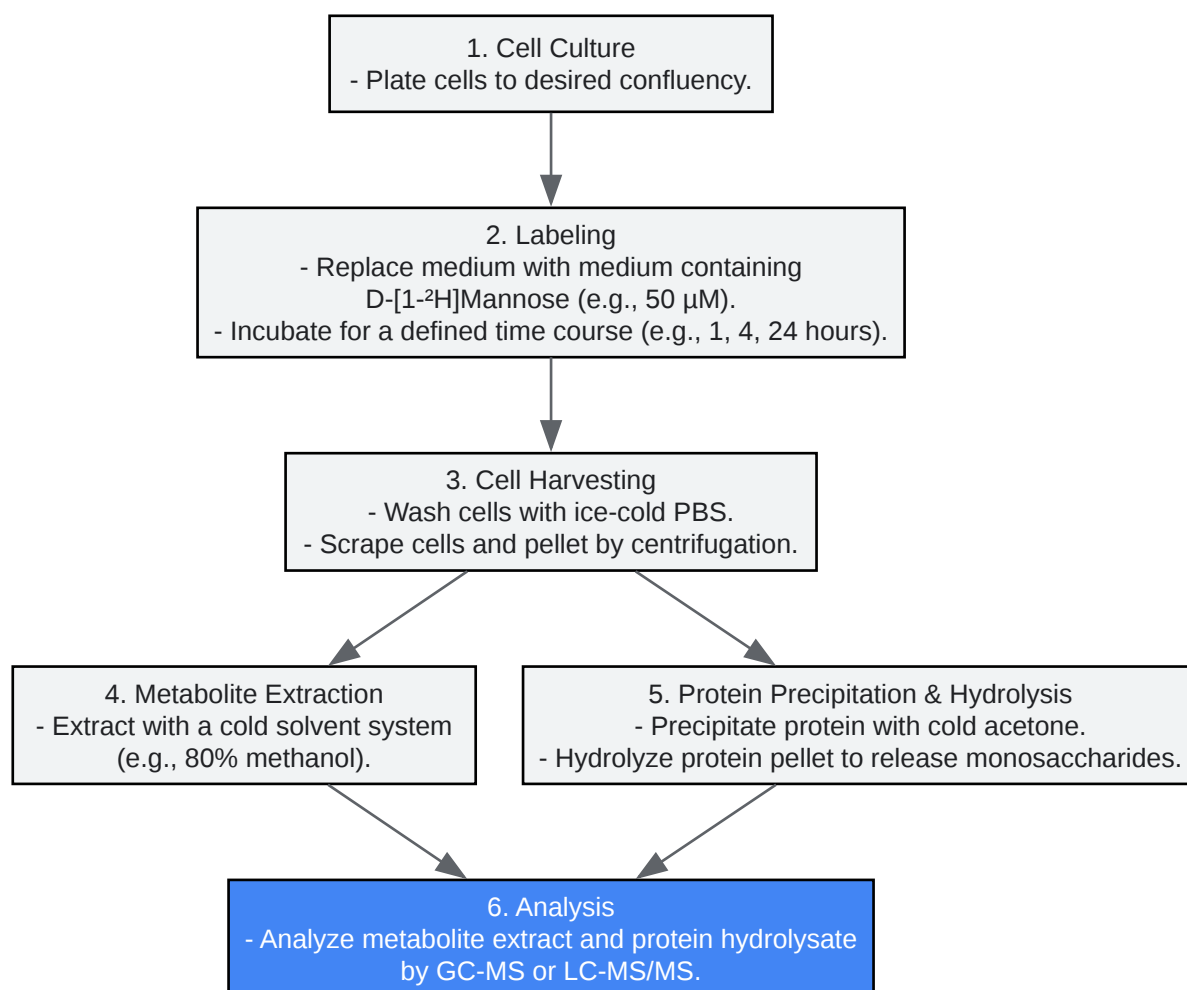 1. Cell Culture
- Plate cells to desired confluency.
2. Labeling
- Replace medium with medium containing
D-[1-²H]Mannose (e.g., 50 µM).
- Incubate for a defined time course (e.g., 1, 4, 24 hours).
3. Cell Harvesting
- Wash cells with ice-cold PBS.
- Scrape cells and pellet by centrifugation.
4. Metabolite Extraction
- Extract with a cold solvent system
(e.g., 80% methanol).
5. Protein Precipitation & Hydrolysis
- Precipitate protein with cold acetone.
- Hydrolyze protein pellet to release monosaccharides.
6. Analysis
- Analyze metabolite extract and protein hydrolysate
by GC-MS or LC-MS/MS.